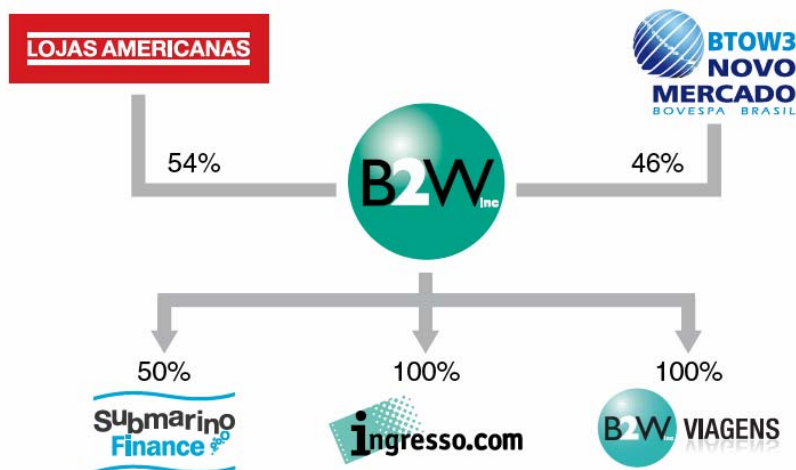 LOJAS AMERICANAS
BTOW3
NOVO
MERCADO
BOVESPA BRASIL
54%
46%
B2W Inc
50%
100%
100%
Submarino
Finance
ingresso.com
B2W Inc VIAGENS